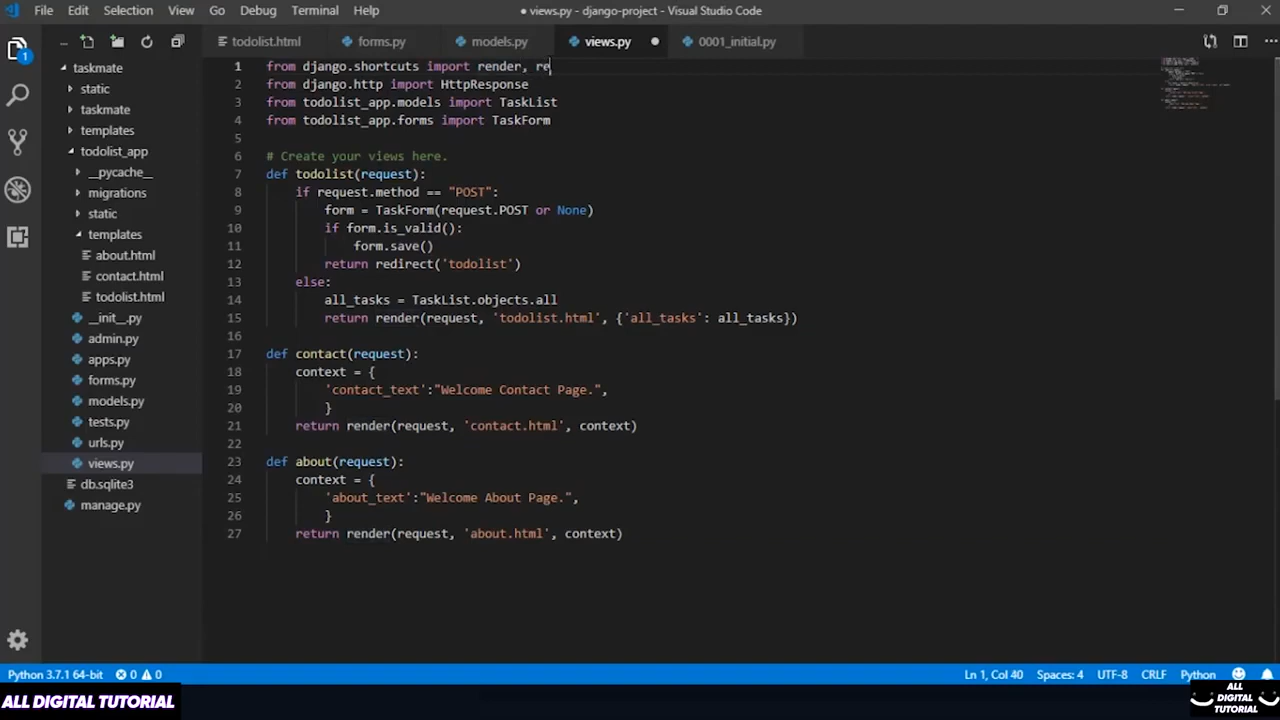 File Edit Selection View Go Debug Terminal Help
● views.py - django-project - Visual Studio Code
1
...
todolist.html
forms.py
models.py
views.py
0001_initial.py
...
taskmate
static
taskmate
templates
todolist_app
__pycache__
migrations
static
templates
about.html
contact.html
todolist.html
__init__.py
admin.py
apps.py
forms.py
models.py
tests.py
urls.py
views.py
db.sqlite3
manage.py
1 from django.shortcuts import render, re
2 from django.http import HttpResponse
3 from todolist_app.models import TaskList
4 from todolist_app.forms import TaskForm
5
6 # Create your views here.
7 def todolist(request):
8 if request.method == "POST":
9 form = TaskForm(request.POST or None)
10 if form.is_valid():
11 form.save()
12 return redirect('todolist')
13 else:
14 all_tasks = TaskList.objects.all
15 return render(request, 'todolist.html', {'all_tasks': all_tasks})
16
17 def contact(request):
18 context = {
19 'contact_text':"Welcome Contact Page.",
20 }
21 return render(request, 'contact.html', context)
22
23 def about(request):
24 context = {
25 'about_text':"Welcome About Page.",
26 }
27 return render(request, 'about.html', context)
Python 3.7.1 64-bit 0 0 Ln 1, Col 40 Spaces: 4 UTF-8 CRLF Python
ALL DIGITAL TUTORIAL
ALL
DIGITAL
TUTORIAL